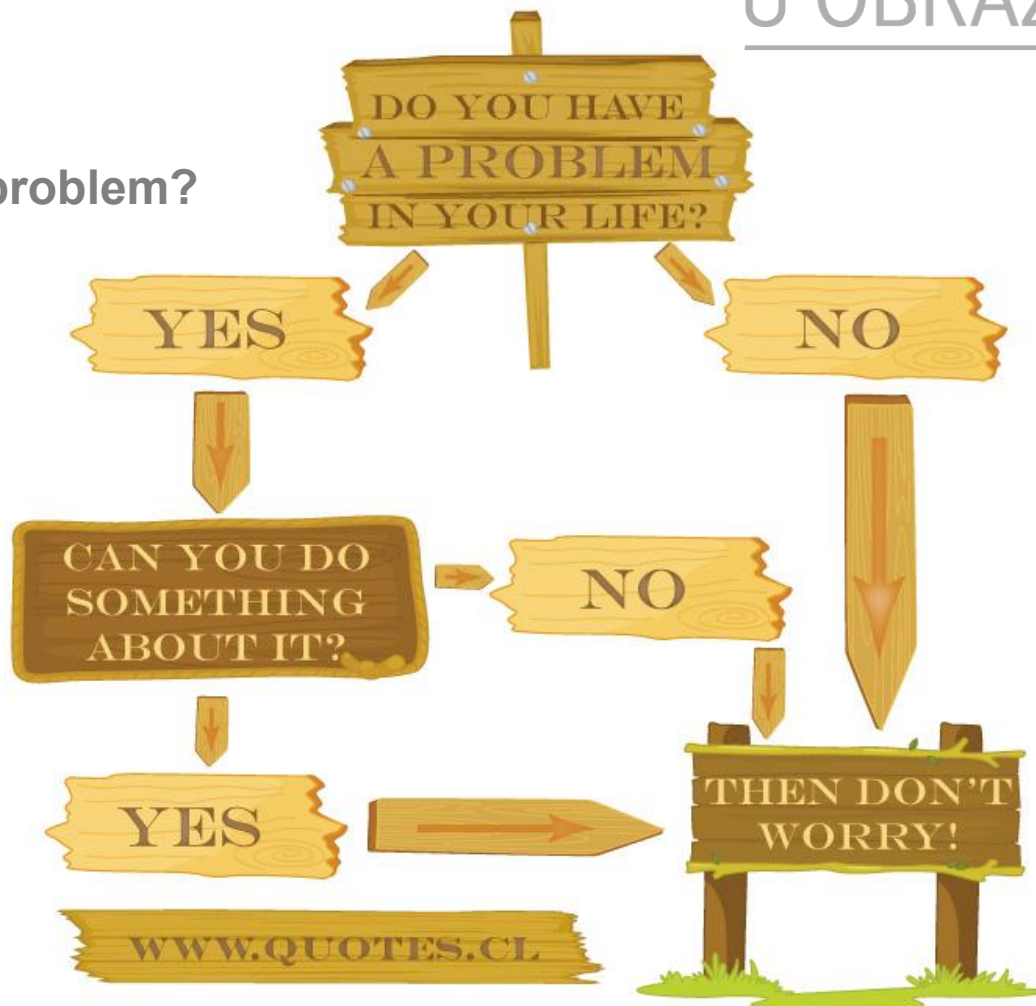 DO YOU HAVE
A PROBLEM
IN YOUR LIFE?
problem?
YES
NO
CAN YOU DO
SOMETHING
ABOUT IT?
NO
YES
THEN DON'T
WORRY!
WWW.QUOTES.CL